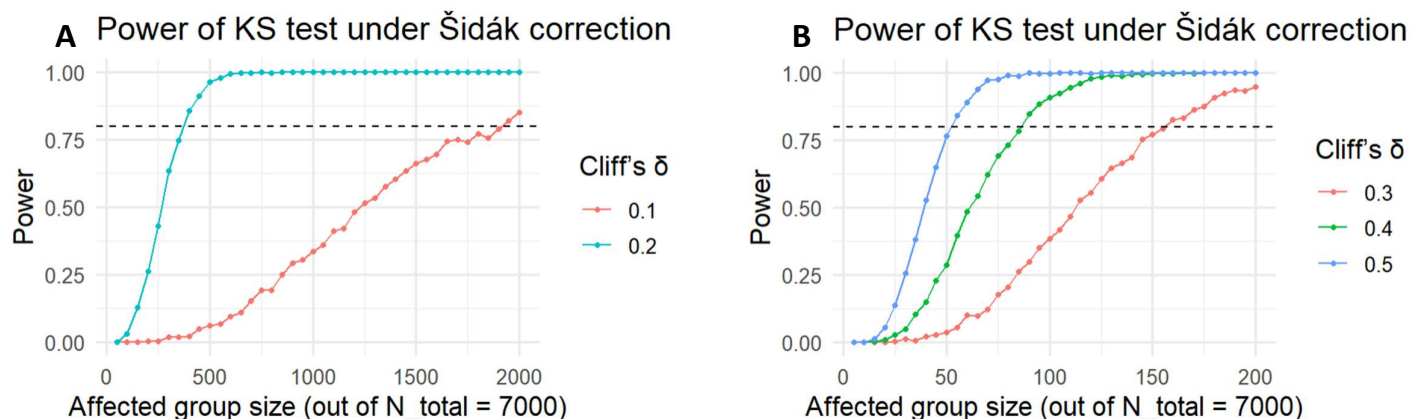 A Power of KS test under Šidák correction
1.00
0.75
0.50
0.25
0.00
Power
0 500 1000 1500 2000
Affected group size (out of N_total = 7000)
Cliff's δ
0.1
0.2
B Power of KS test under Šidák correction
1.00
0.75
0.50
0.25
0.00
Power
0 50 100 150 200
Affected group size (out of N_total = 7000)
Cliff's δ
0.3
0.4
0.5